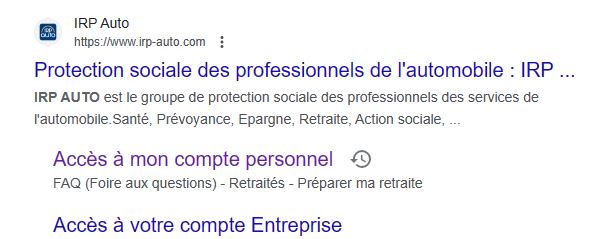 IRP Auto
https://www.irp-auto.com
Protection sociale des professionnels de l'automobile : IRP ...
IRP AUTO est le groupe de protection sociale des professionnels des services de
l'automobile.Santé, Prévoyance, Epargne, Retraite, Action sociale, ...
Accès à mon compte personnel
FAQ (Foire aux questions) - Retraités - Préparer ma retraite
Accès à votre compte Entreprise